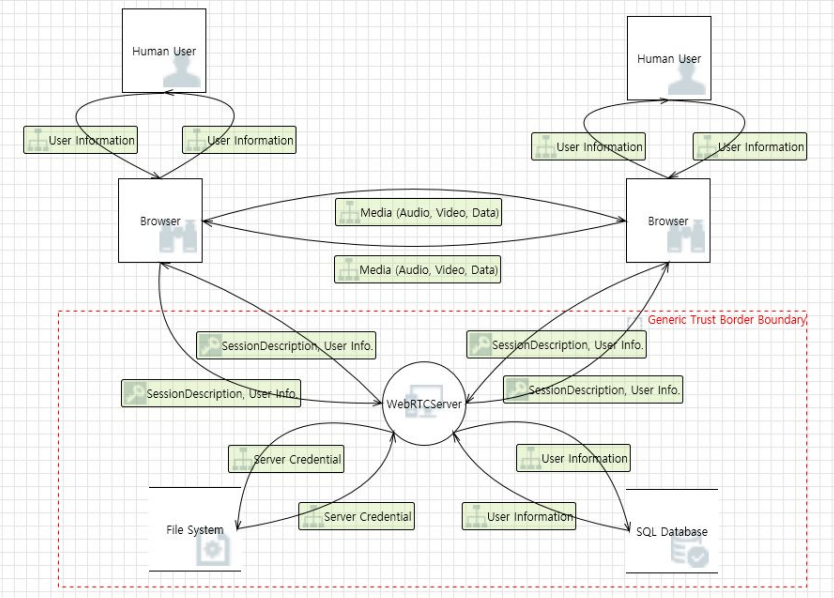 Human User
Human User
User Information
User Information
User Information
User Information
Browser
Media (Audio, Video, Data)
Browser
Media (Audio, Video, Data)
Generic Trust Border Boundary
SessionDescription, User Info.
SessionDescription, User Info.
SessionDescription, User Info.
SessionDescription, User Info.
WebRTCServer
Server Credential
User Information
Server Credential
User Information
File System
SQL Database